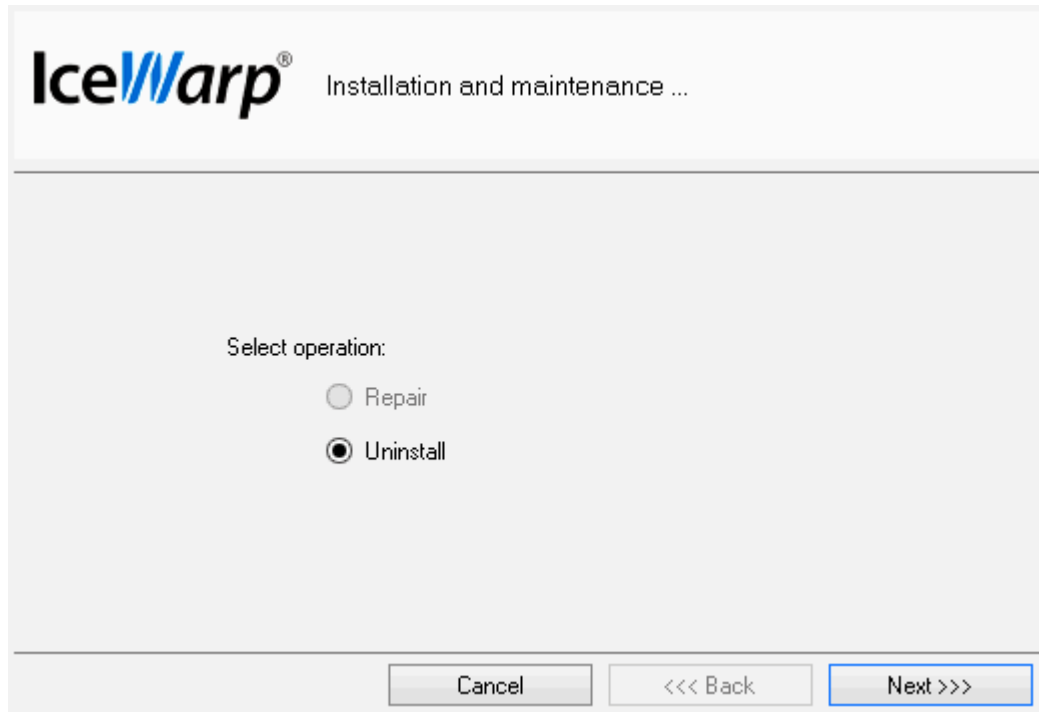 IceWarp® Installation and maintenance ...
Select operation:
Repair
Uninstall
Cancel <<< Back Next >>>